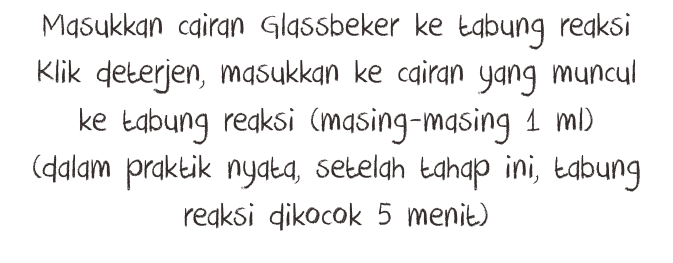 Masukkan cairan Glassbeker ke tabung reaksi
Klik deterjen, masukkan ke cairan yang muncul
ke tabung reaksi (masing-masing 1 ml)
(dalam praktik nyata, setelah tahap ini, tabung
reaksi dikocok 5 menit)